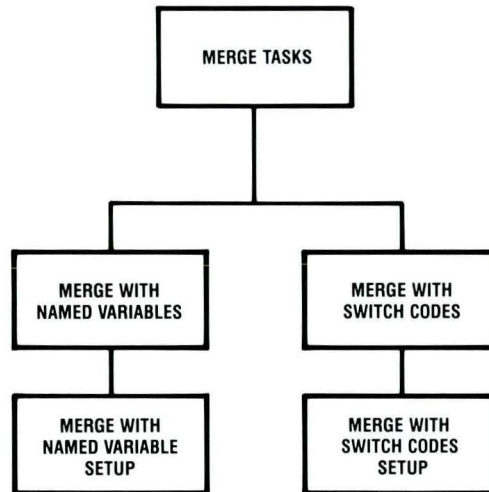 MERGE TASKS
MERGE WITH
NAMED VARIABLES
MERGE WITH
SWITCH CODES
MERGE WITH
NAMED VARIABLE
SETUP
MERGE WITH
SWITCH CODES
SETUP